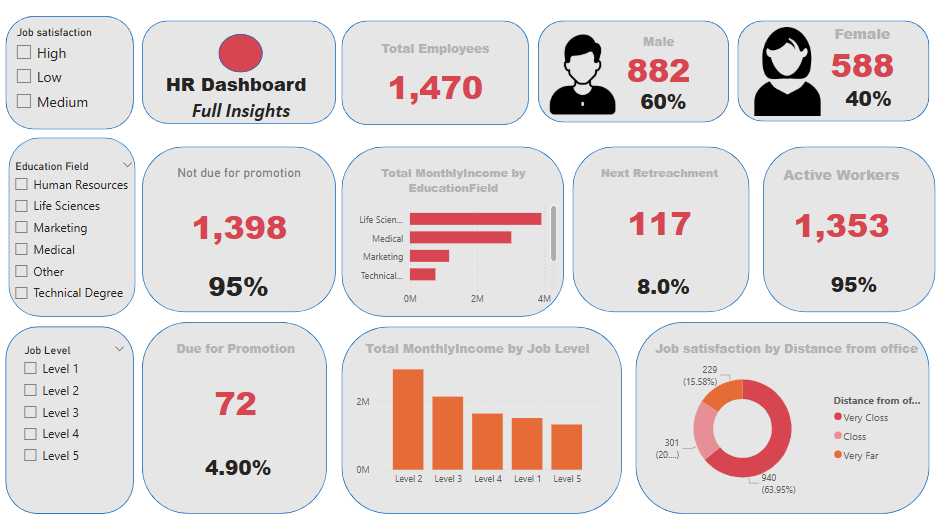 Job satisfaction
High
Low
Medium
HR Dashboard
Full Insights
Total Employees
1,470
Male
882
60%
Female
588
40%
Education Field
Human Resources
Life Sciences
Marketing
Medical
Other
Technical Degree
Not due for promotion
1,398
95%
Total MonthlyIncome by
EducationField
Life Scien...
Medical
Marketing
Technical...
0M
2M
4M
Next Retreachment
117
8.0%
Active Workers
1,353
95%
Job Level
Level 1
Level 2
Level 3
Level 4
Level 5
Due for Promotion
72
4.90%
Total MonthlyIncome by Job Level
2M
0M
Level 2
Level 3
Level 4
Level 1
Level 5
Job satisfaction by Distance from office
229
(15.58%)
301
(20....)
940
(63.95%)
Distance from of...
Very Closs
Closs
Very Far